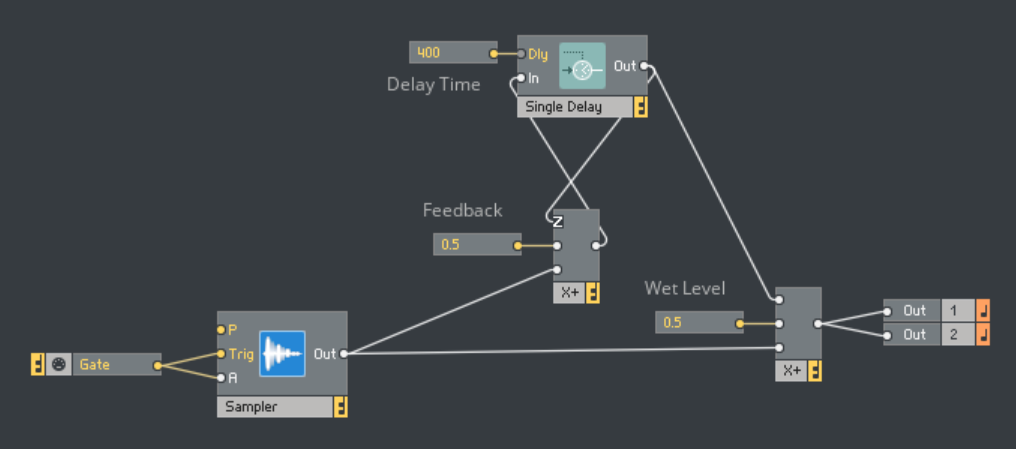 400
Delay Time
Dly
In
Out
Single Delay
Feedback
Z
0.5
X+
Wet Level
0.5
X+
Out 1
Out 2
Gate
P
Trig
A
Out
Sampler